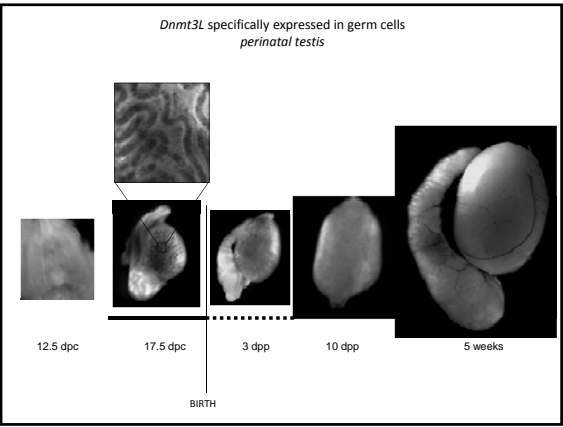 Dnmt3L specifically expressed in germ cells
perinatal testis
12.5 dpc
17.5 dpc
3 dpp
10 dpp
5 weeks
BIRTH